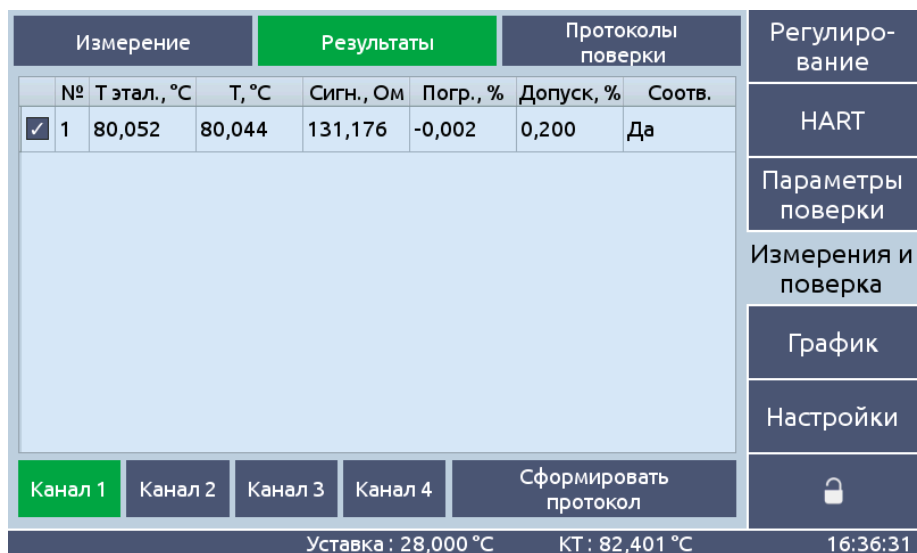 Измерение
Результаты
Протоколы
поверки
№ Т этал., °C Т, °C Сигн., Ом Погр., % Допуск, % Соотв.
1 80,052 80,044 131,176 -0,002 0,200 Да
Канал 1
Канал 2
Канал 3
Канал 4
Сформировать
протокол
Регулиро-
вание
HART
Параметры
поверки
Измерения и
поверка
График
Настройки
Уставка : 28,000 °C КТ : 82,401 °C 16:36:31